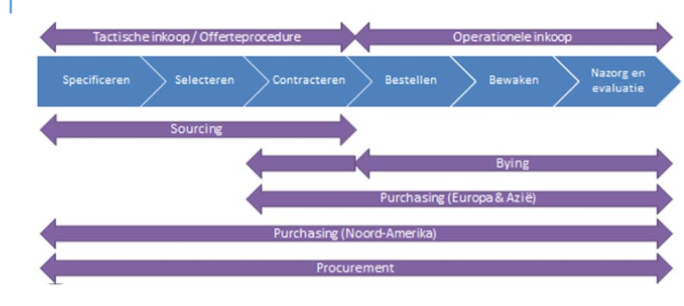 Tactische inkoop/ Offerteprocedure
Operationele inkoop
Specificeren
Selecteren
Contracteren
Bestellen
Bewaken
Nazorg en
evaluatie
Sourcing
Bying
Purchasing (Europa & Azië)
Purchasing (Noord-Amerika)
Procurement